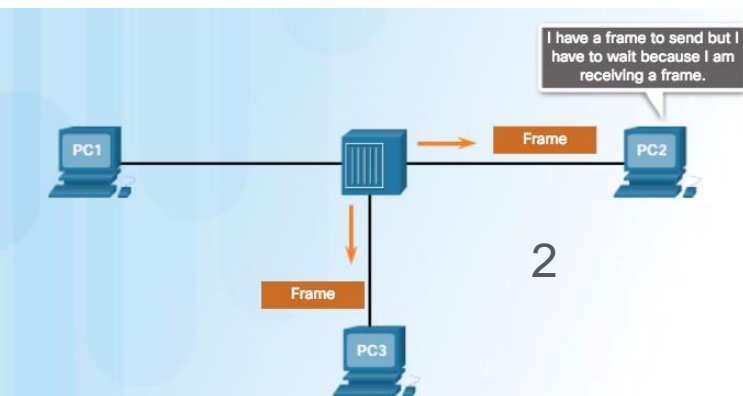 I have a frame to send but I
have to wait because I am
receiving a frame.
Frame
PC1
PC2
2
Frame
PC3